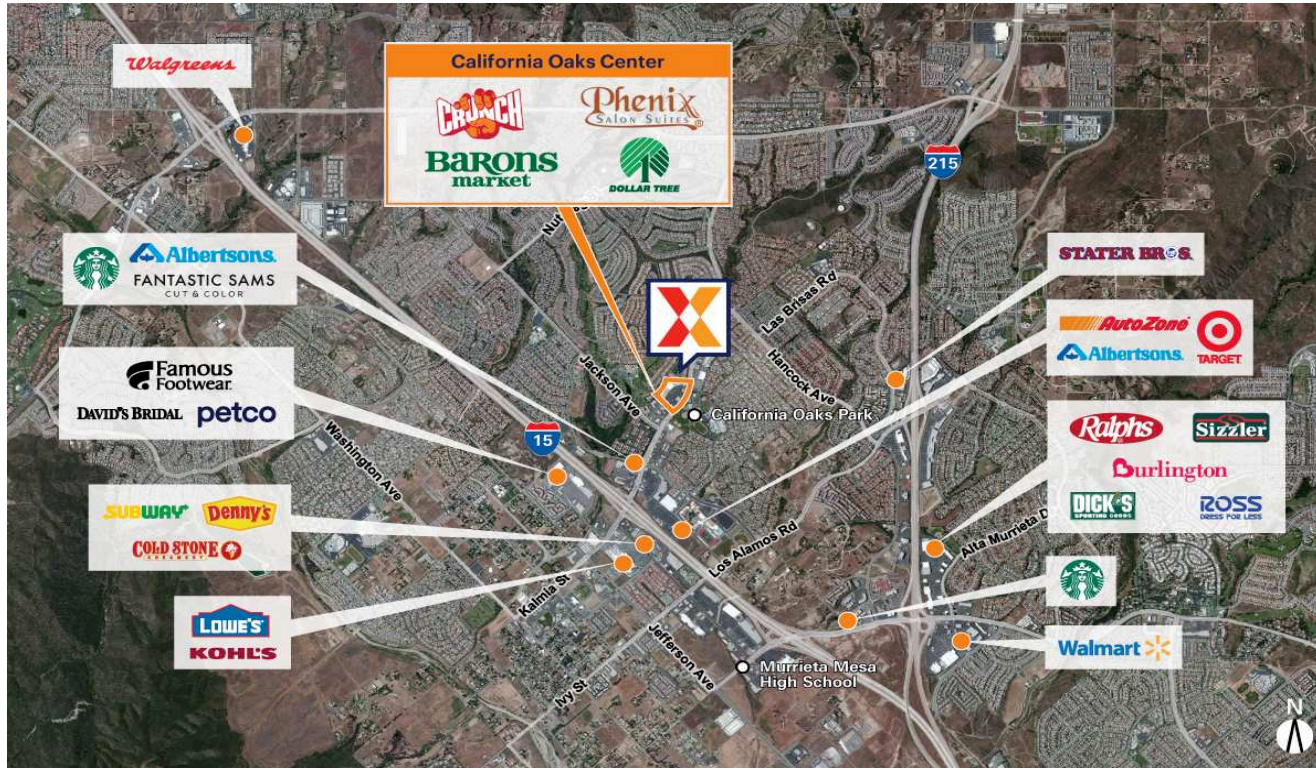 Walgreens
California Oaks Center
CRUNCH
Phenix
SALON SUITES®
BARONS
market
DOLLAR TREE
215
Albertsons
FANTASTIC SAMS
CUT & COLOR
Las Brisas Rd
STATER BROS.
Jackson Ave
Hancock Ave
AutoZone
Albertsons
TARGET
Famous
Footwear
DAVID'S BRIDAL
petco
California Oaks Park
15
Washington Ave
Ralphs
Sizzler
Burlington
DICK'S
SPORTING GOODS
ROSS
DRESS FOR LESS
SUBWAY
Denny's
COLD STONE
CREAMERY
Los Alamos Rd
Alta Murrieta D
Kalmia St
LOWE'S
KOHL'S
Jefferson Ave
Ivy St
Murrieta Mesa
High School
Walmart
N